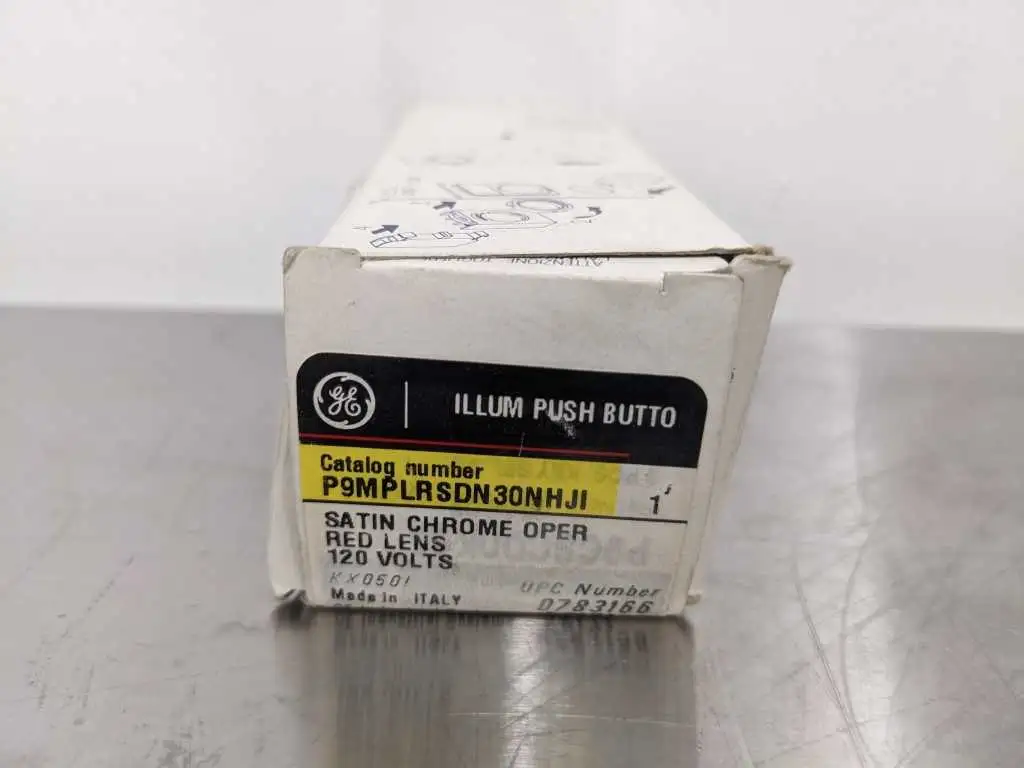 GE
ILLUM PUSH BUTTO
Catalog number
P9MPLRSDN30NHJI
1
SATIN CHROME OPER
RED LENS
120 VOLTS
KX0501
UPC Number
Made in ITALY
0783166